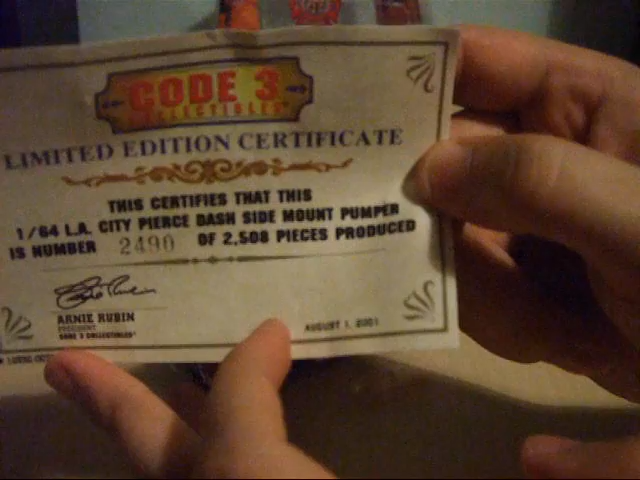 CODE 3
COLLECTIBLES
LIMITED EDITION CERTIFICATE
THIS CERTIFIES THAT THIS
1/64 L.A. CITY PIERCE DASH SIDE MOUNT PUMPER
IS NUMBER 2490 OF 2,508 PIECES PRODUCED
ARNIE RUBIN
PRESIDENT
CODE 3 COLLECTIBLES
AUGUST 1, 2001